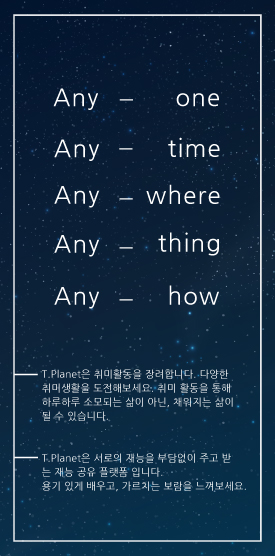 Any – one
Any – time
Any – where
Any – thing
Any – how
T.Planet은 취미활동을 장려합니다. 다양한
취미생활을 도전해보세요. 취미 활동을 통해
하루하루 소모되는 삶이 아닌, 채워지는 삶이
될 수 있습니다.
T.Planet은 서로의 재능을 부담없이 주고 받
는 재능 공유 플랫폼 입니다.
용기 있게 배우고, 가르치는 보람을 느껴보세요.